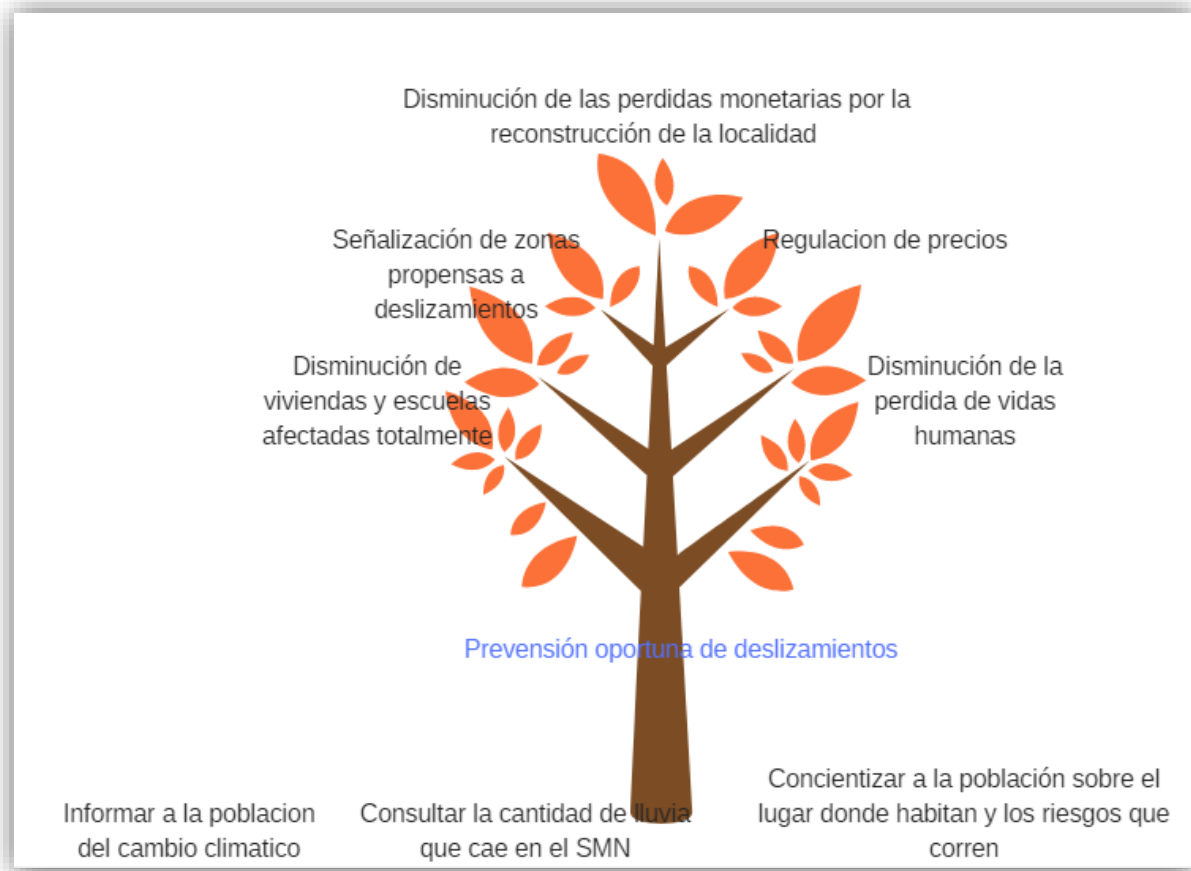 Disminución de las perdidas monetarias por la
reconstrucción de la localidad
Señalización de zonas
propensas a
deslizamientos
Regulacion de precios
Disminución de
viviendas y escuelas
afectadas totalmente
Disminución de la
perdida de vidas
humanas
Prevensión oportuna de deslizamientos
Informar a la poblacion
del cambio climatico
Consultar la cantidad de lluvia
que cae en el SMN
Concientizar a la población sobre el
lugar donde habitan y los riesgos que
corren